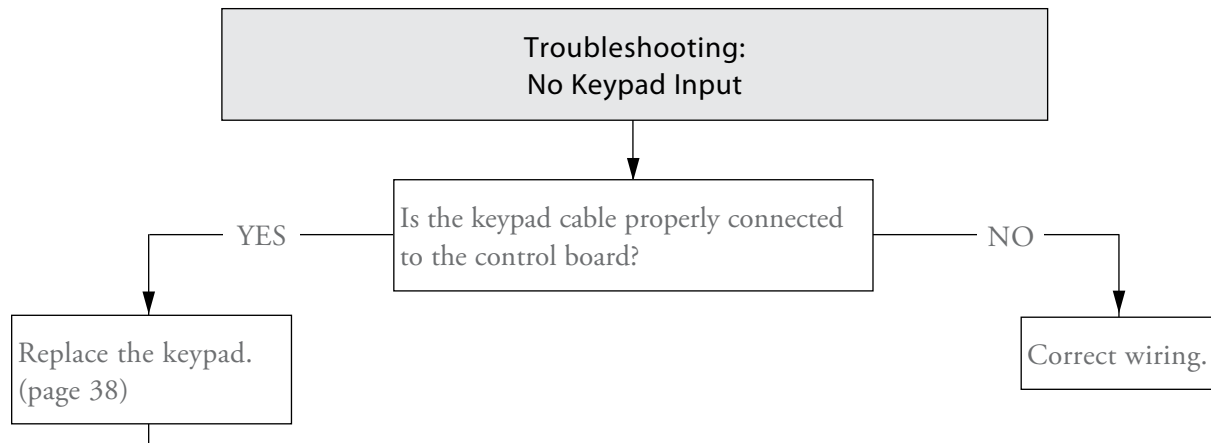 Troubleshooting:
No Keypad Input
Is the keypad cable properly connected
to the control board?
YES
NO
Replace the keypad.
(page 38)
Correct wiring.